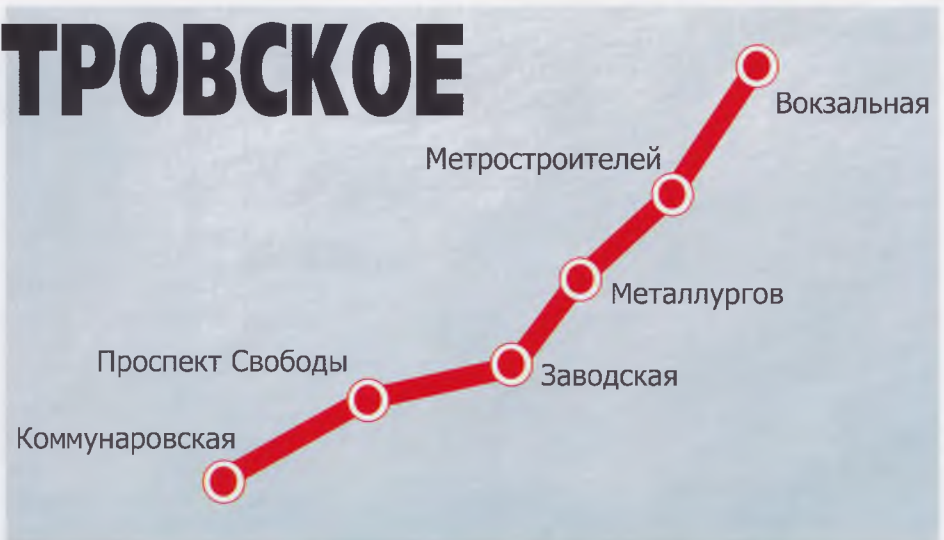 ТРОВСКОЕ
Вокзальная
Метростроителей
Металлургов
Проспект Свободы
Заводская
Коммунаровская